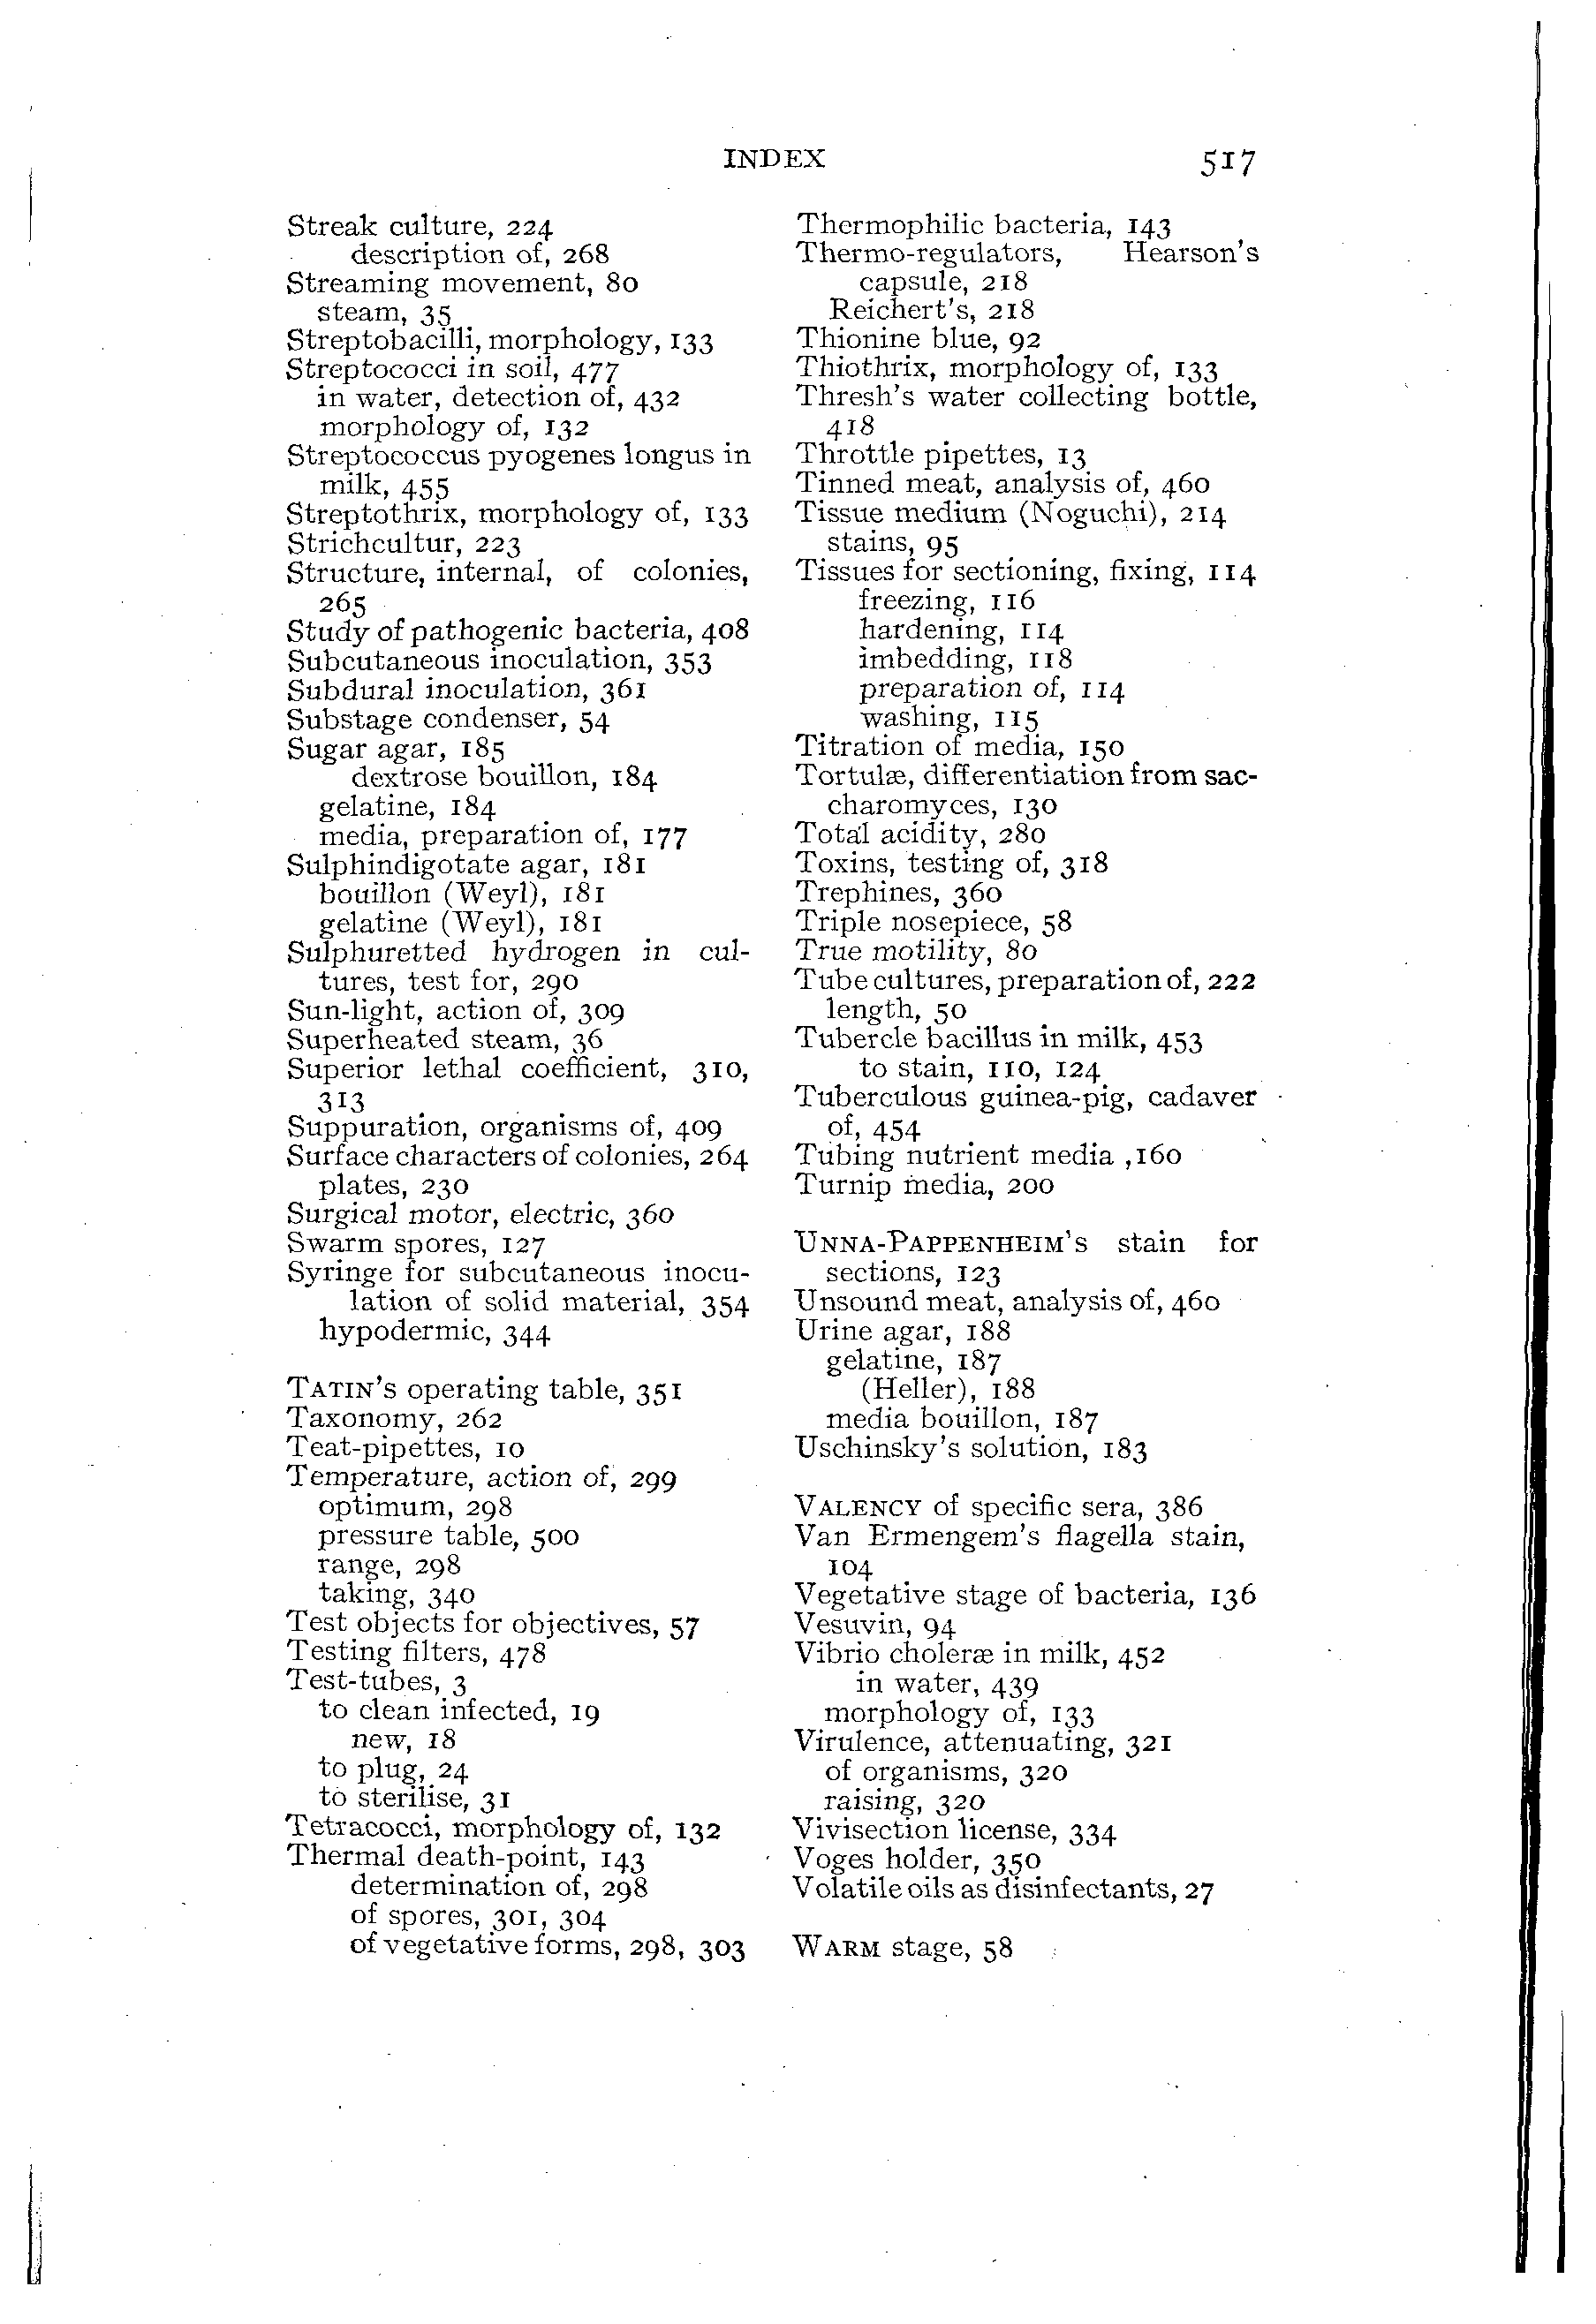 INDEX 517
Streak culture, 224
description of, 268
Streaming movement, 80
steam, 35
Streptobacilli, morphology, 133
Streptococci in soil, 477
in water, detection of, 432
morphology of, 132
Streptococcus pyogenes longus in
milk, 455
Streptothrix, morphology of, 133
Strichcultur, 223
Structure, internal, of colonies,
265
Study of pathogenic bacteria, 408
Subcutaneous inoculation, 353
Subdural inoculation, 361
Substage condenser, 54
Sugar agar, 185
dextrose bouillon, 184
gelatine, 184
media, preparation of, 177
Sulphindigotate agar, 181
bouillon (Weyl), 181
gelatine (Weyl), 181
Sulphuretted hydrogen in cul-
tures, test for, 290
Sun-light, action of, 309
Superheated steam, 36
Superior lethal coefficient, 310,
313
Suppuration, organisms of, 409
Surface characters of colonies, 264
plates, 230
Surgical motor, electric, 360
Swarm spores, 127
Syringe for subcutaneous inocu-
lation of solid material, 354
hypodermic, 344
TATIN'S operating table, 351
Taxonomy, 262
Teat-pipettes, 10
Temperature, action of, 299
optimum, 298
pressure table, 500
range, 298
taking, 340
Test objects for objectives, 57
Testing filters, 478
Test-tubes, 3
to clean infected, 19
new, 18
to plug, 24
to sterilise, 31
Tetracocci, morphology of, 132
Thermal death-point, 143
determination of, 298
of spores, 301, 304
of vegetative forms, 298, 303
Thermophilic bacteria, 143
Thermo-regulators, Hearson's
capsule, 218
Reichert's, 218
Thionine blue, 92
Thiothrix, morphology of, 133
Thresh's water collecting bottle,
418
Throttle pipettes, 13
Tinned meat, analysis of, 460
Tissue medium (Noguchi), 214
stains, 95
Tissues for sectioning, fixing, 114
freezing, 116
hardening, 114
imbedding, 118
preparation of, 114
washing, 115
Titration of media, 150
Tortulæ, differentiation from sac-
charomyces, 130
Total acidity, 280
Toxins, testing of, 318
Trephines, 360
Triple nosepiece, 58
True motility, 80
Tube cultures, preparation of, 222
length, 50
Tubercle bacillus in milk, 453
to stain, 110, 124
Tuberculous guinea-pig, cadaver
of, 454
Tubing nutrient media ,160
Turnip media, 200
UNNA-PAPPENHEIM'S stain for
sections, 123
Unsound meat, analysis of, 460
Urine agar, 188
gelatine, 187
(Heller), 188
media bouillon, 187
Uschinsky's solution, 183
VALENCY of specific sera, 386
Van Ermengem's flagella stain,
104
Vegetative stage of bacteria, 136
Vesuvin, 94
Vibrio choleræ in milk, 452
in water, 439
morphology of, 133
Virulence, attenuating, 321
of organisms, 320
raising, 320
Vivisection license, 334
Voges holder, 350
Volatile oils as disinfectants, 27
WARM stage, 58